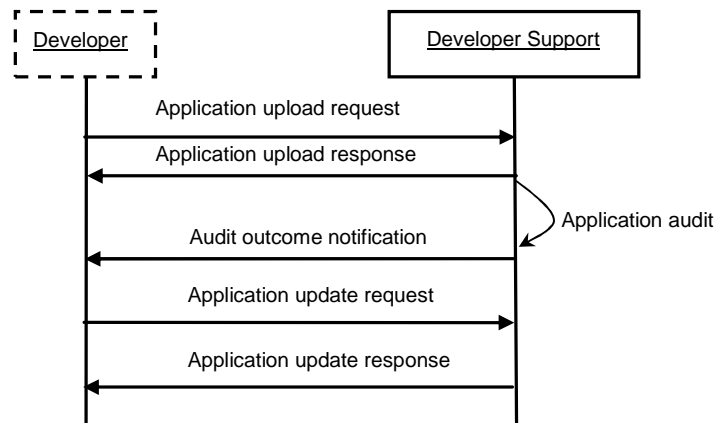 Developer
Developer Support
Application upload request
Application upload response
Application audit
Audit outcome notification
Application update request
Application update response